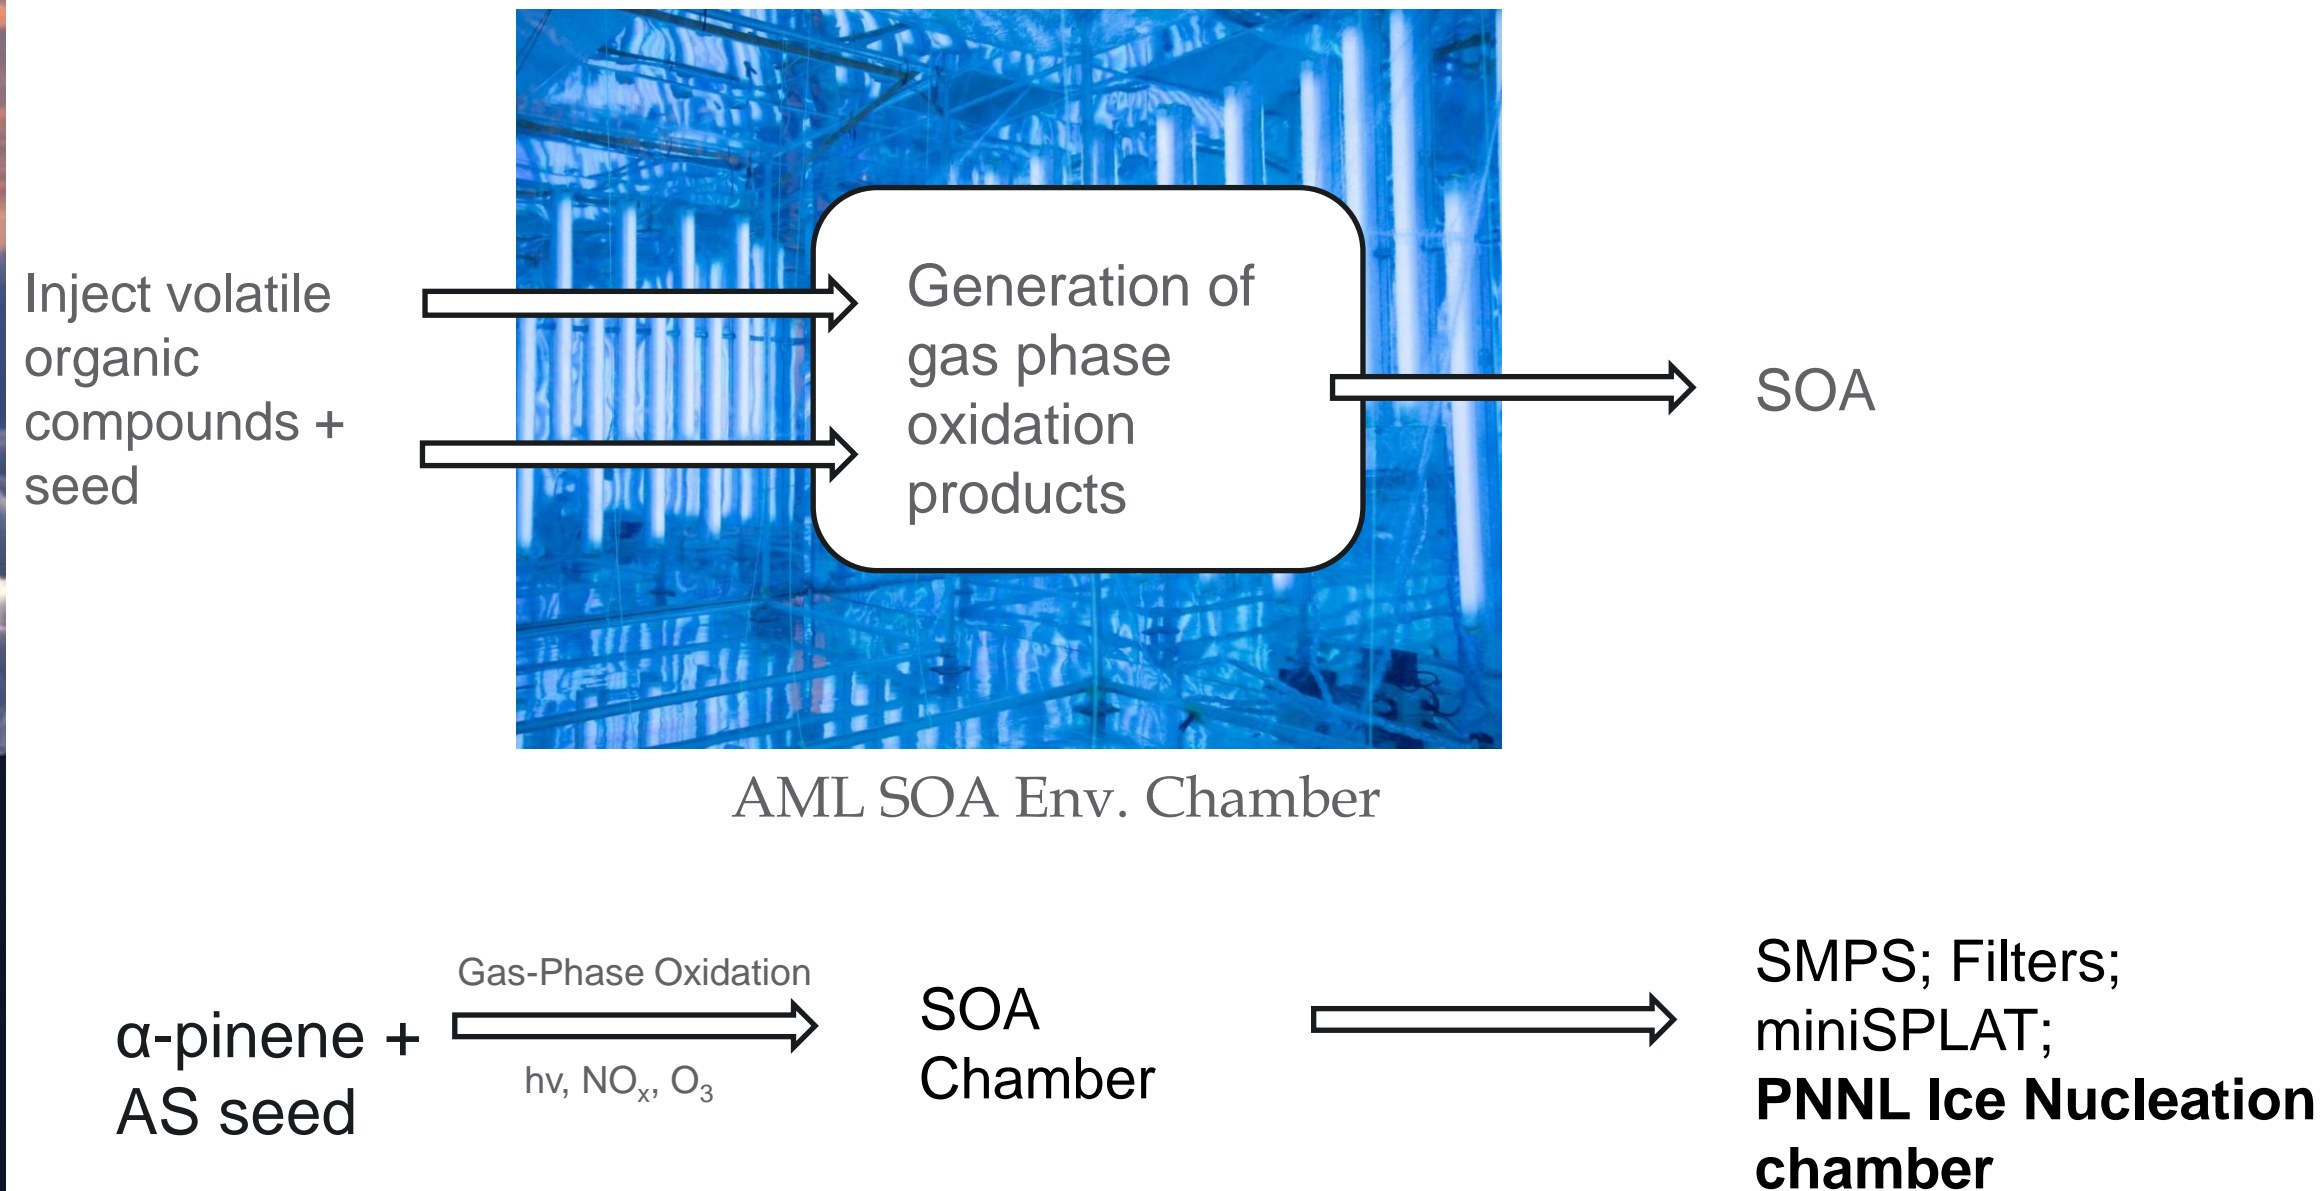 Inject volatile
organic
compounds +
seed
Generation of
gas phase
oxidation
products
SOA
AML SOA Env. Chamber
α-pinene +
AS seed
Gas-Phase Oxidation
hv, NOₓ, O₃
SOA
Chamber
SMPS; Filters;
miniSPLAT;
PNNL Ice Nucleation
chamber